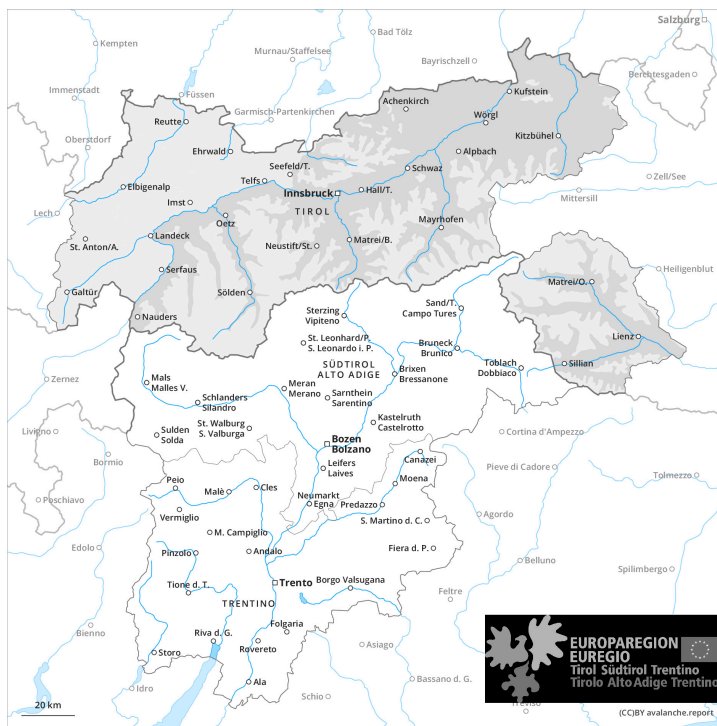 Salzburg
Kempten
Bad Tölz
Murnau/Staffelsee
Bayrischzell
Berchtesgaden
Immenstadt
Füssen
Kufstein
Achenkirch
Garmisch-Partenkirchen
Wörgl
Reutte
Oberstdorf
Kitzbühel
Ehrwald
Alpbach
Seefeld/T.
Schwaz
Zell/See
Telfs
Elbigenalp
Innsbruck
Hall/T.
Mittersill
Imst
TIROL
Lech
Oetz
Mayrhofen
St. Anton/A.
Landeck
Neustift/St.
Matrei/B.
Serfaus
Heiligenblut
Galtür
Sölden
Matrei/O.
Nauders
Sand/T.
Campo Tures
Sterzing
Vipiteno
Lienz
St. Leonhard/P.
S. Leonardo i. P.
Bruneck
Brunico
SÜDTIROL
ALTO ADIGE
Toblach
Dobbiaco
Sillian
Brixen
Bressanone
Zernez
Mals
Malles V.
Meran
Merano
Schlanders
Silandro
Sarnthein
Sarentino
Kastelruth
Castelrotto
St. Walburg
S. Valburga
Livigno
Sulden
Solda
Bozen
Bolzano
Cortina d'Ampezzo
Bormio
Canazei
Leifers
Laives
Pieve di Cadore
Peio
Moena
Tolmezzo
Malè
Cles
Neumarkt
Egna
Predazzo
Poschiavo
Vermiglio
S. Martino d. C.
Agordo
M. Campiglio
Edolo
Pinzolo
Andalo
Fiera d. P.
Belluno
Spilimbergo
Trento
Borgo Valsugana
Tione d. T.
Feltre
TRENTINO
Bienno
Riva d. G.
Folgaria
Rovereto
Asiago
Storo
Ala
Bassano d. G.
Idro
Schio
Treviso
EUROPAREGION
EUREGIO
Tirol Südtirol Trentino
Tirolo Alto Adige Trentino
20 km
(CC)BY avalanche.report